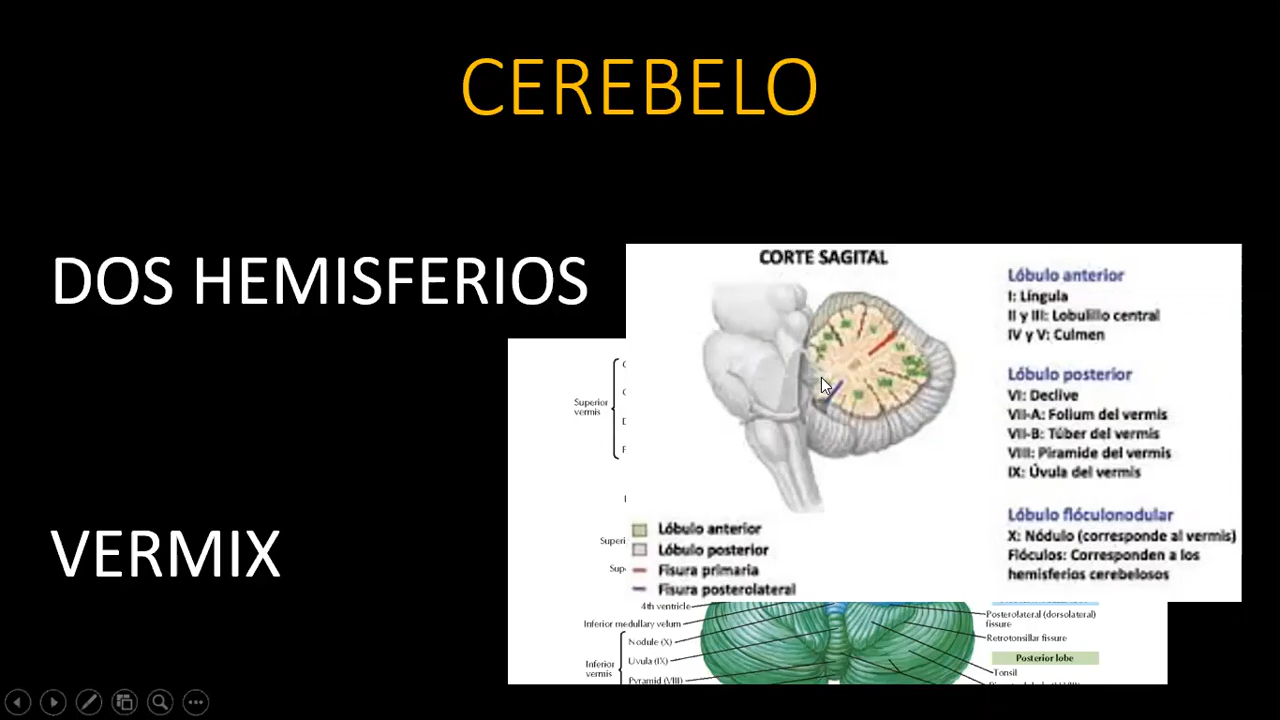 CEREBELO
DOS HEMISFERIOS
VERMIX
CORTE SAGITAL
Lóbulo anterior
I: Língula
II y III: Lobulillo central
IV y V: Culmen
Lóbulo posterior
VI: Declive
VII-A: Folium del vermis
VII-B: Túber del vermis
VIII: Piramide del vermis
IX: Úvula del vermis
Lóbulo flóculonodular
X: Nódulo (corresponde al vermis)
Flóculos: Corresponden a los
hemisferios cerebelosos
Lóbulo anterior
Lóbulo posterior
Fisura primaria
Fisura posterolateral
Superior
vermis
4th ventricle
Inferior medullary velum
Nodule (X)
Inferior
vermis
Uvula (IX)
Pyramid (VIII)
Posterolateral (dorsolateral)
fissure
Retrotonsillar fissure
Posterior lobe
Tonsil